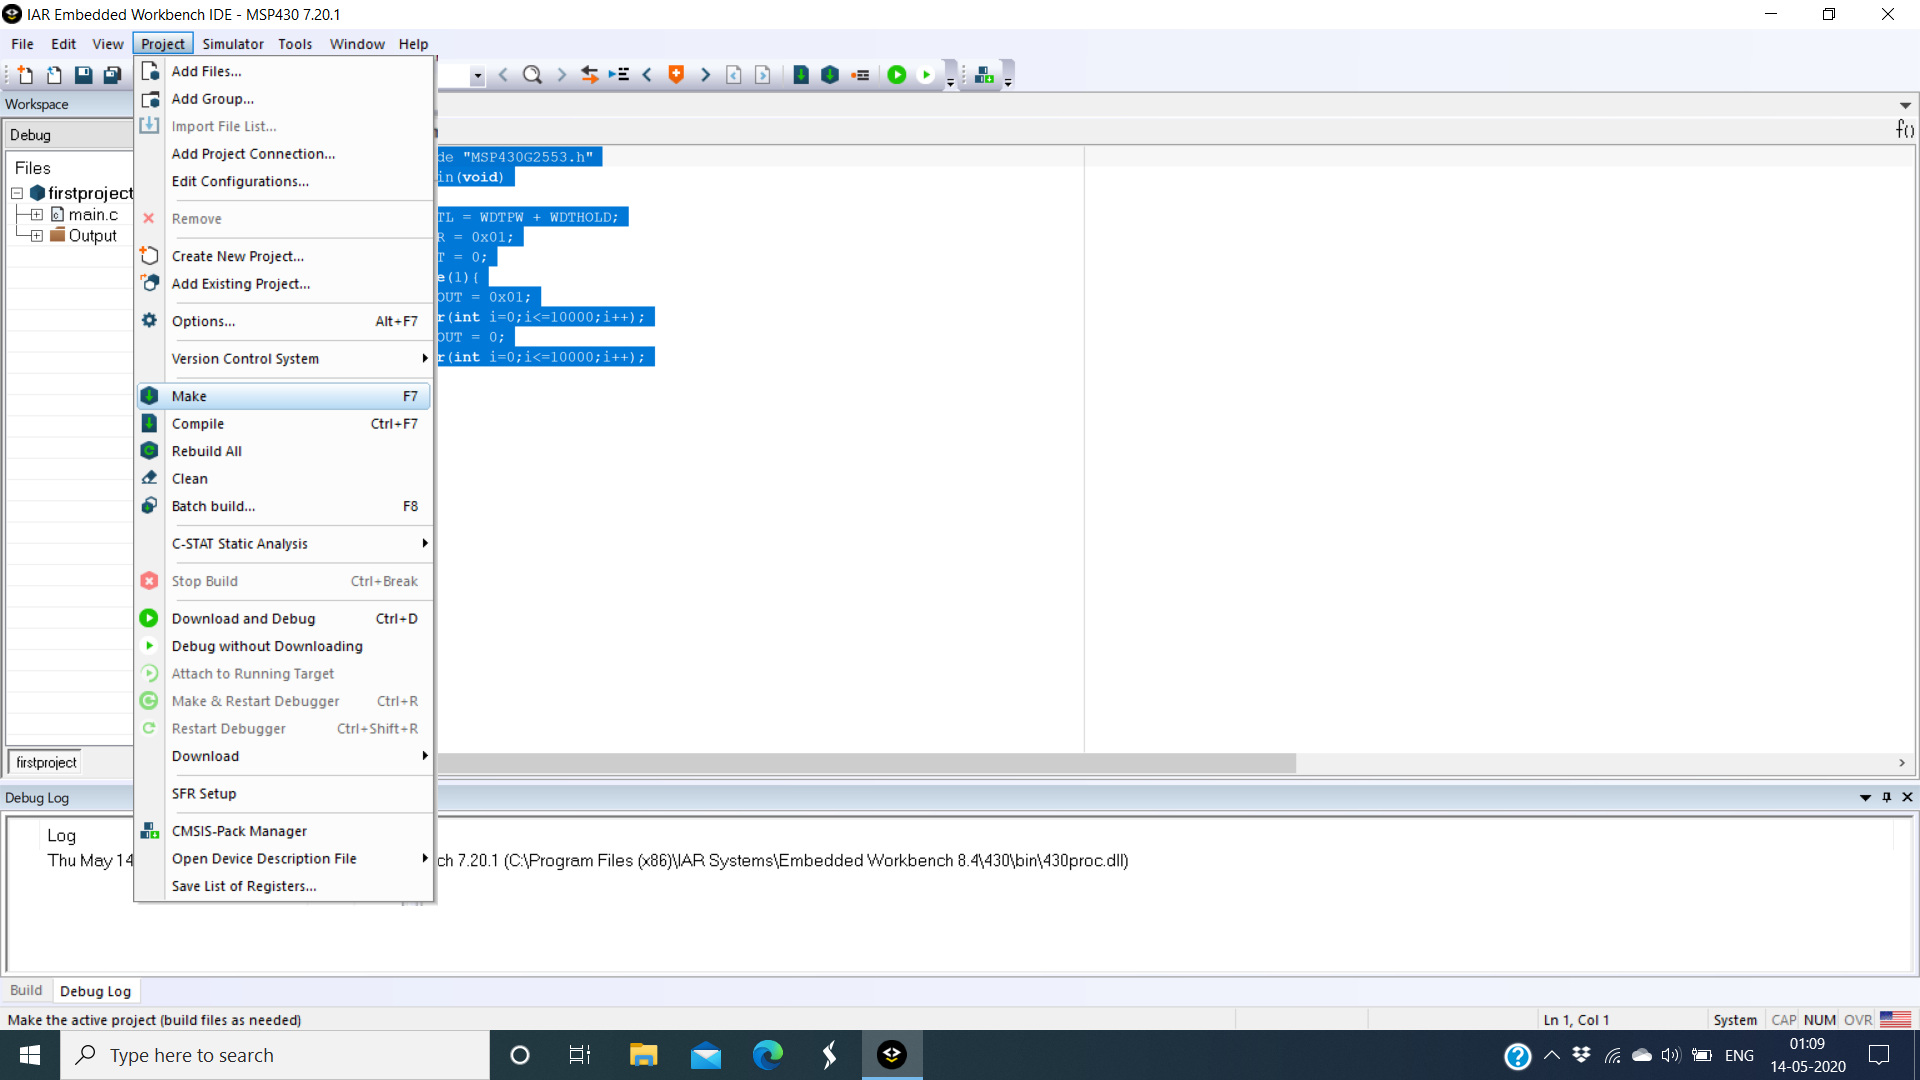 IAR Embedded Workbench IDE - MSP430 7.20.1
File Edit View Project Simulator Tools Window Help
Workspace
Debug
Files
firstproject
main.c
Output
firstproject
Add Files...
Add Group...
Import File List...
Add Project Connection...
Edit Configurations...
Remove
Create New Project...
Add Existing Project...
Options... Alt+F7
Version Control System
Make F7
Compile Ctrl+F7
Rebuild All
Clean
Batch build... F8
C-STAT Static Analysis
Stop Build Ctrl+Break
Download and Debug Ctrl+D
Debug without Downloading
Attach to Running Target
Make & Restart Debugger Ctrl+R
Restart Debugger Ctrl+Shift+R
Download
SFR Setup
CMSIS-Pack Manager
Open Device Description File
Save List of Registers...
f()
de "MSP430G2553.h"
in(void)
TL = WDTPW + WDTHOLD;
R = 0x01;
T = 0;
e(1){
OUT = 0x01;
r(int i=0;i<=10000;i++);
OUT = 0;
r(int i=0;i<=10000;i++);
Debug Log
Log
Thu May 14 ch 7.20.1 (C:\Program Files (x86)\IAR Systems\Embedded Workbench 8.4\430\bin\430proc.dll)
Build Debug Log
Make the active project (build files as needed) Ln 1, Col 1 System CAP NUM OVR
Type here to search
ENG
01:09
14-05-2020